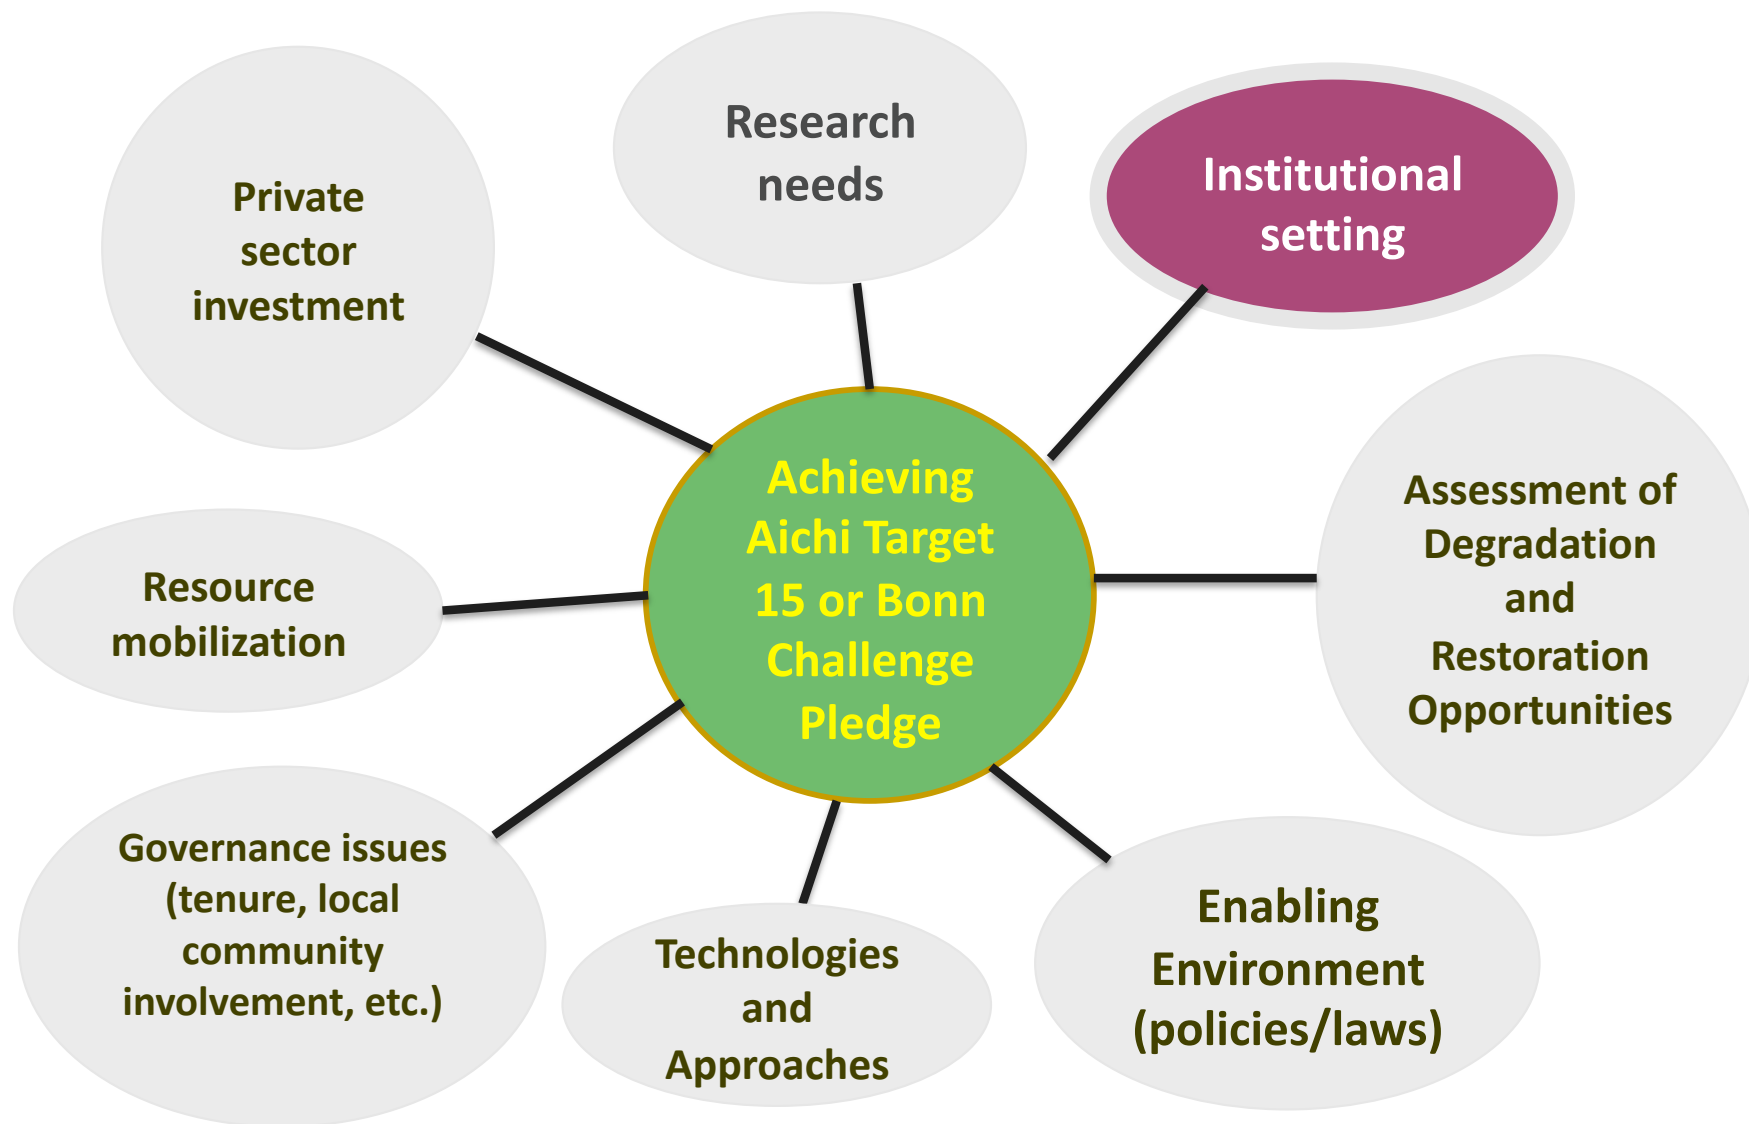 Research
needs
Institutional
setting
Private
sector
investment
Achieving
Aichi Target
15 or Bonn
Challenge
Pledge
Assessment of
Degradation
and
Restoration
Opportunities
Resource
mobilization
Governance issues
(tenure, local
community
involvement, etc.)
Technologies
and
Approaches
Enabling
Environment
(policies/laws)